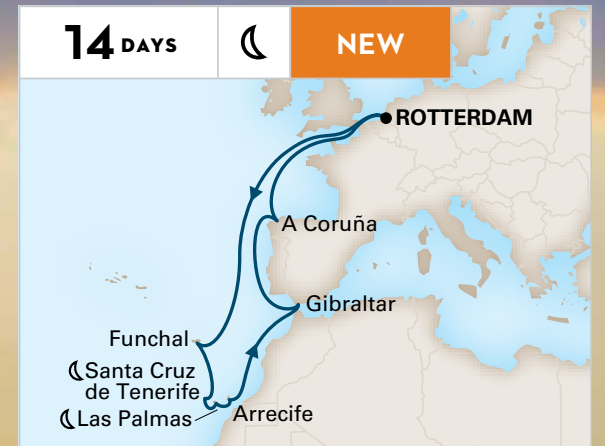 14 DAYS
NEW
ROTTERDAM
A Coruña
Gibraltar
Funchal
Santa Cruz
de Tenerife
Las Palmas
Arrecife